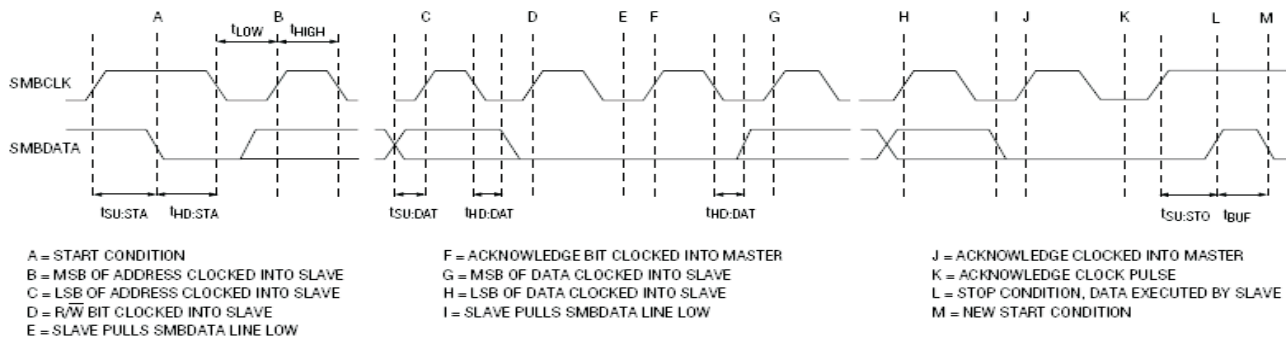 A B C D E F G H I J K L M
tLOW tHIGH
SMBCLK
SMBDATA
tSU:STA tHD:STA tSU:DAT tHD:DAT tHD:DAT tSU:STO tBUF
A = START CONDITION
B = MSB OF ADDRESS CLOCKED INTO SLAVE
C = LSB OF ADDRESS CLOCKED INTO SLAVE
D = R/W BIT CLOCKED INTO SLAVE
E = SLAVE PULLS SMBDATA LINE LOW
F = ACKNOWLEDGE BIT CLOCKED INTO MASTER
G = MSB OF DATA CLOCKED INTO SLAVE
H = LSB OF DATA CLOCKED INTO SLAVE
I = SLAVE PULLS SMBDATA LINE LOW
J = ACKNOWLEDGE CLOCKED INTO MASTER
K = ACKNOWLEDGE CLOCK PULSE
L = STOP CONDITION, DATA EXECUTED BY SLAVE
M = NEW START CONDITION